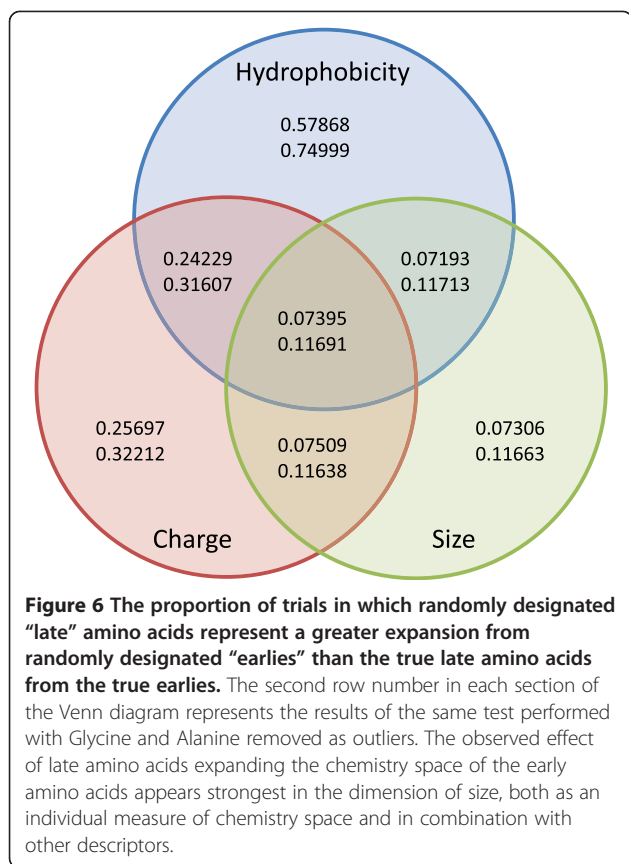 Hydrophobicity
0.57868
0.74999
0.24229
0.31607
0.07193
0.11713
0.07395
0.11691
0.25697
0.32212
0.07509
0.11638
0.07306
0.11663
Charge
Size
Figure 6 The proportion of trials in which randomly designated
“late” amino acids represent a greater expansion from
randomly designated “earlies” than the true late amino acids
from the true earlies. The second row number in each section of
the Venn diagram represents the results of the same test performed
with Glycine and Alanine removed as outliers. The observed effect
of late amino acids expanding the chemistry space of the early
amino acids appears strongest in the dimension of size, both as an
individual measure of chemistry space and in combination with
other descriptors.